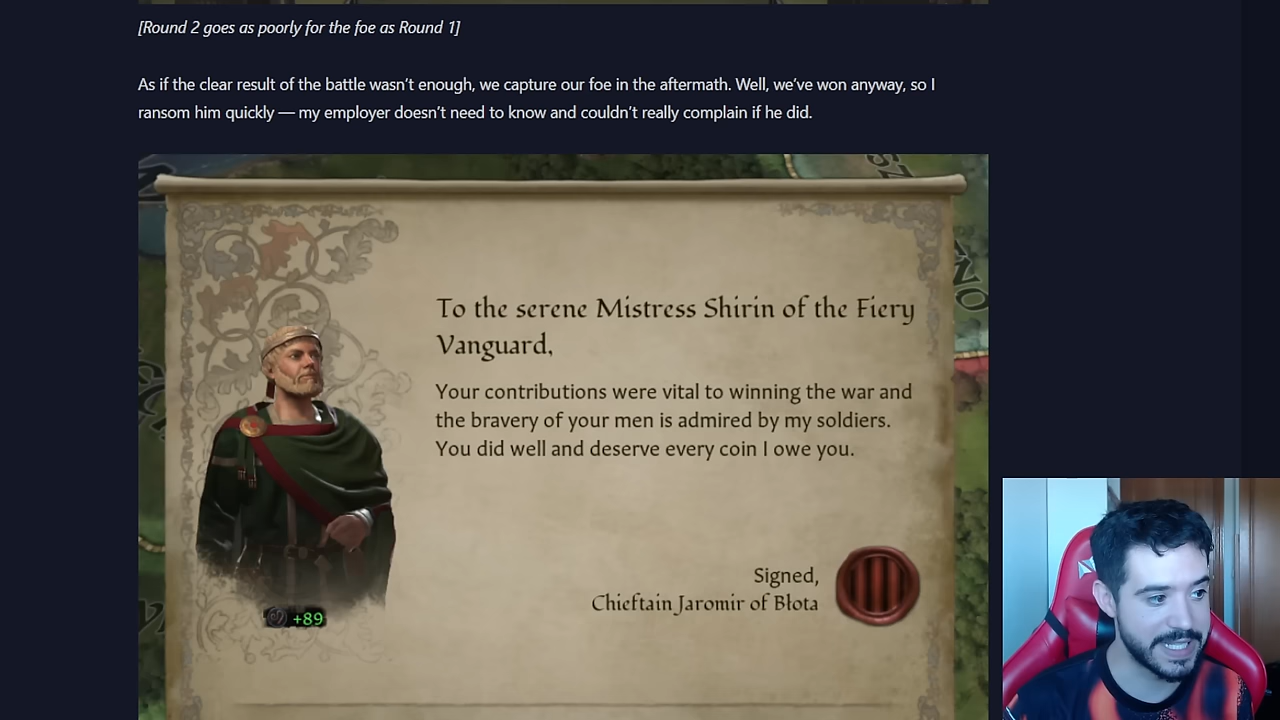 [Round 2 goes as poorly for the foe as Round 1]
As if the clear result of the battle wasn’t enough, we capture our foe in the aftermath. Well, we’ve won anyway, so I
ransom him quickly — my employer doesn’t need to know and couldn’t really complain if he did.
To the serene Mistress Shirin of the Fiery
Vanguard,
Your contributions were vital to winning the war and
the bravery of your men is admired by my soldiers.
You did well and deserve every coin I owe you.
Signed,
Chieftain Jaromir of Błota
+89